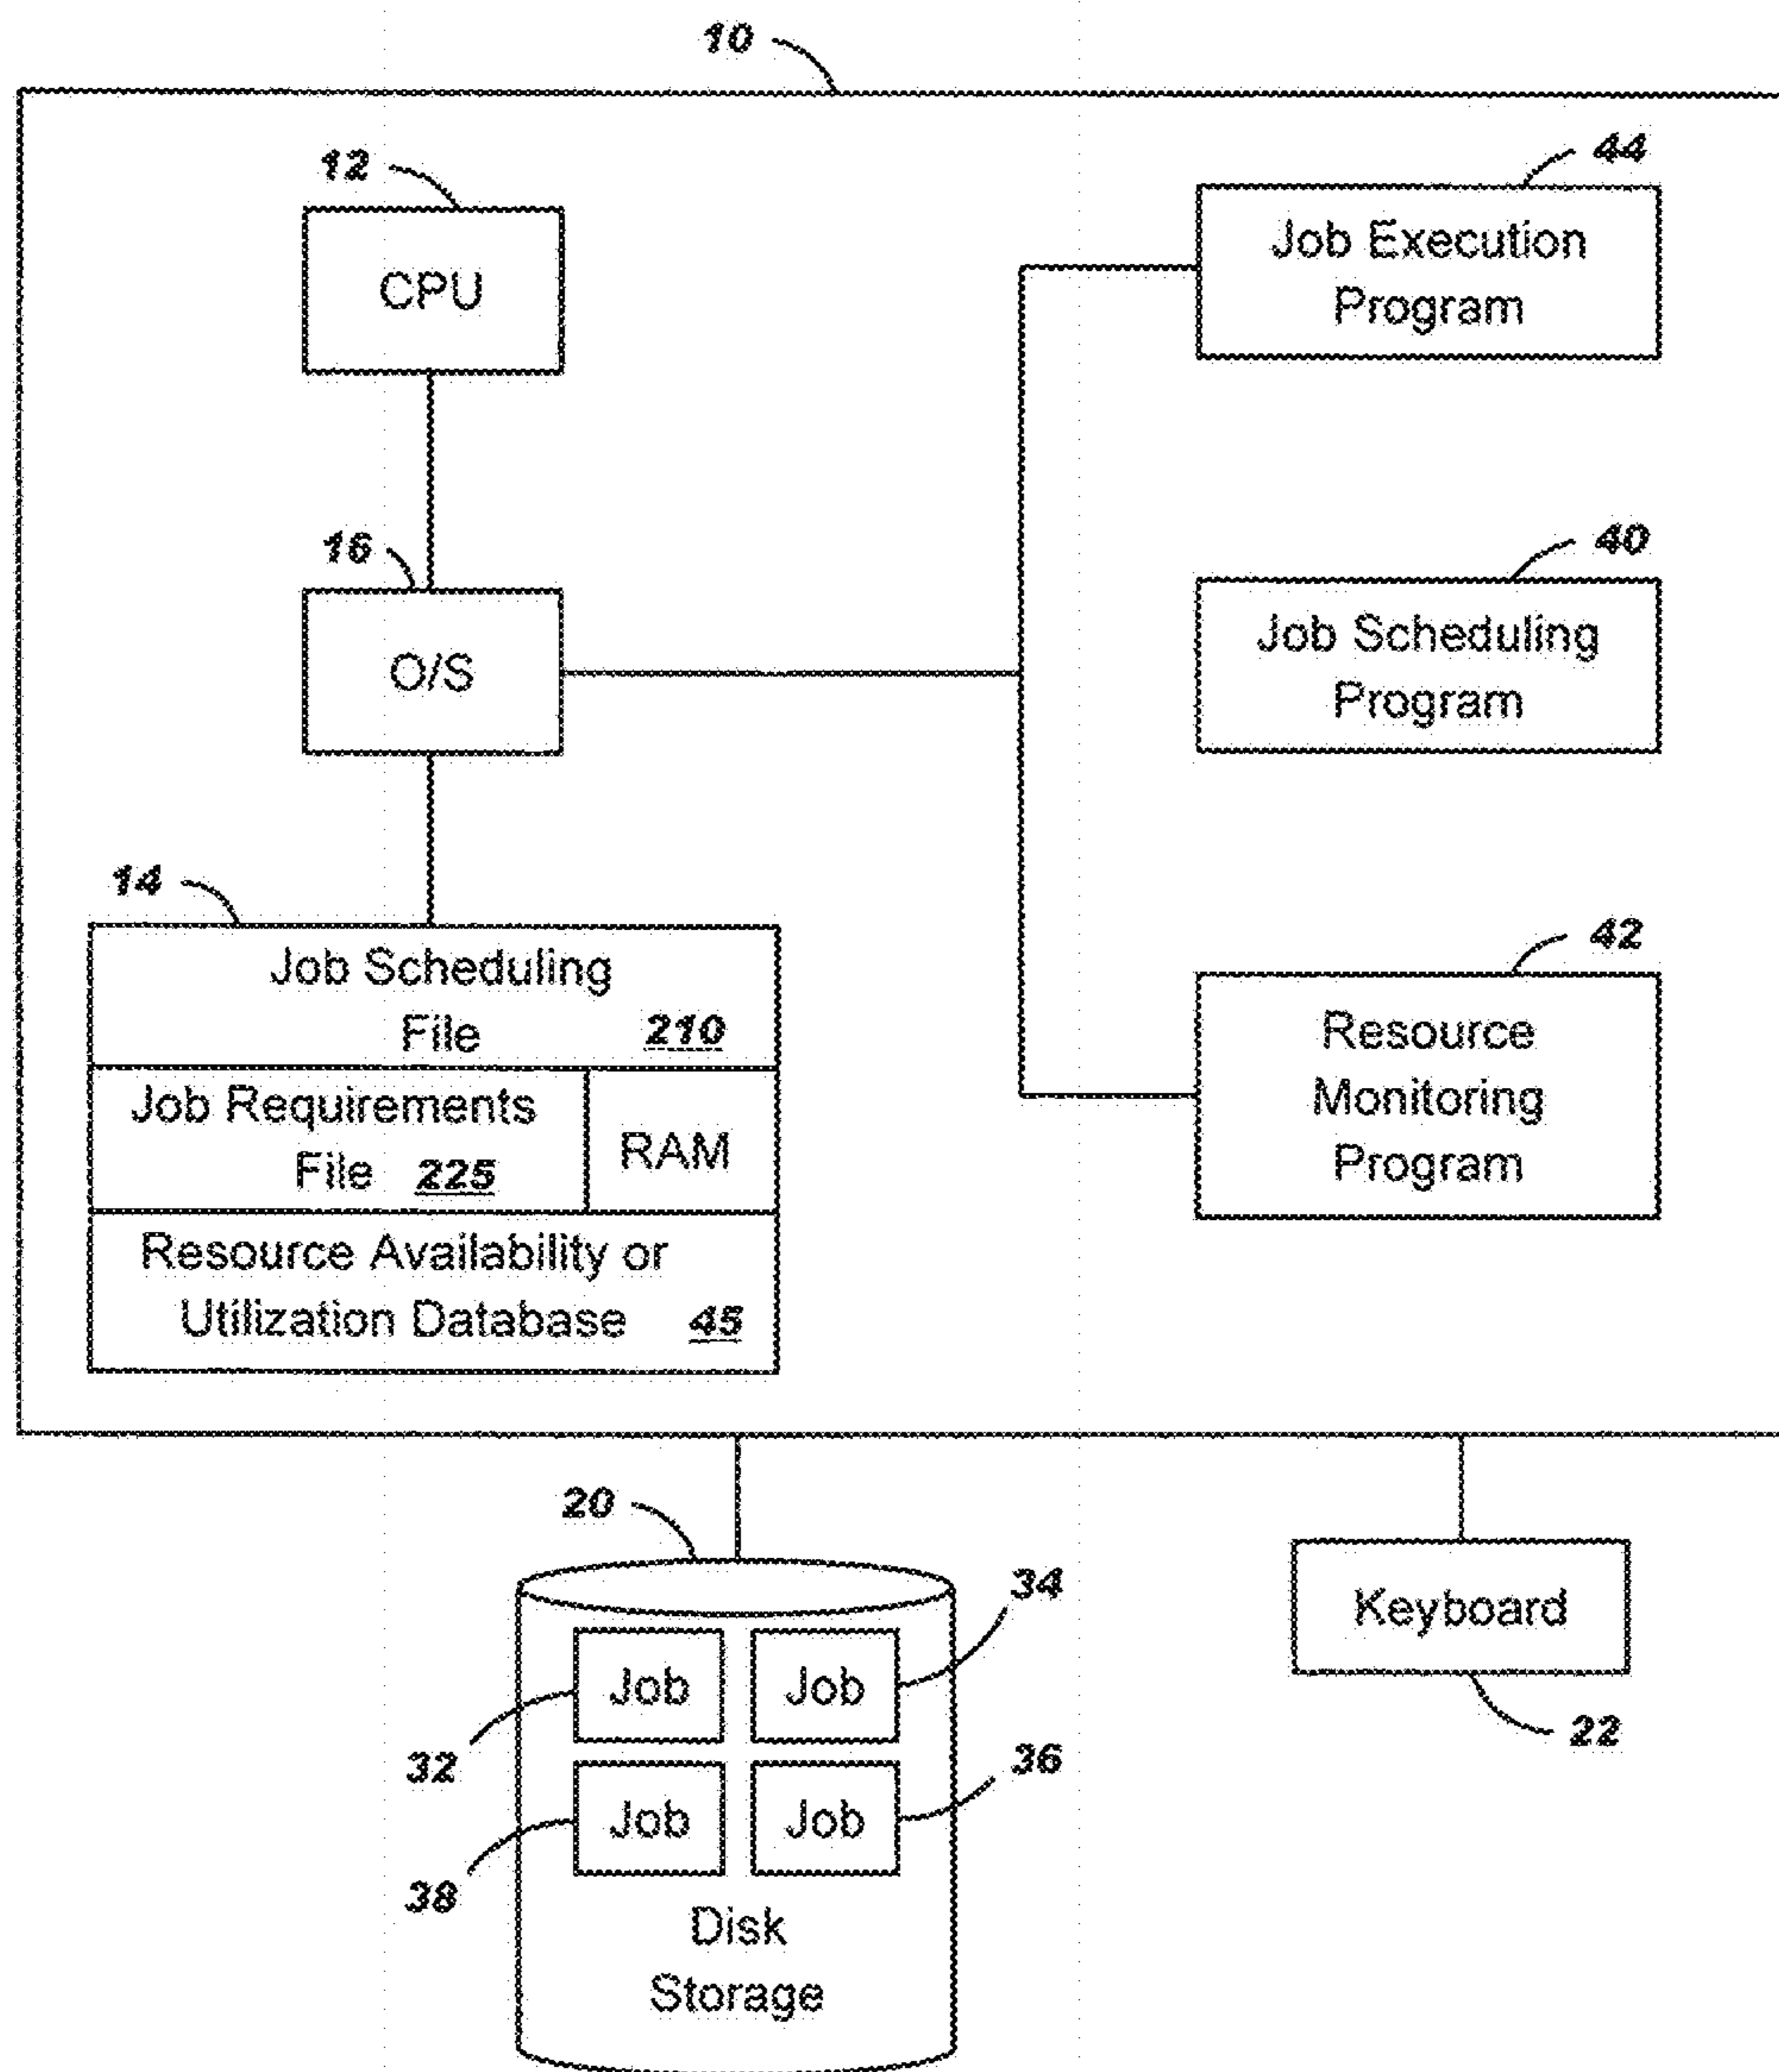 10
12
CPU
44
Job Execution
Program
16
O/S
40
Job Scheduling
Program
14
Job Scheduling
File 210
Job Requirements
File 225
RAM
Resource Availability or
Utilization Database 45
42
Resource
Monitoring
Program
20
34
Job Job
32
36
Job Job
38
Disk
Storage
Keyboard
22